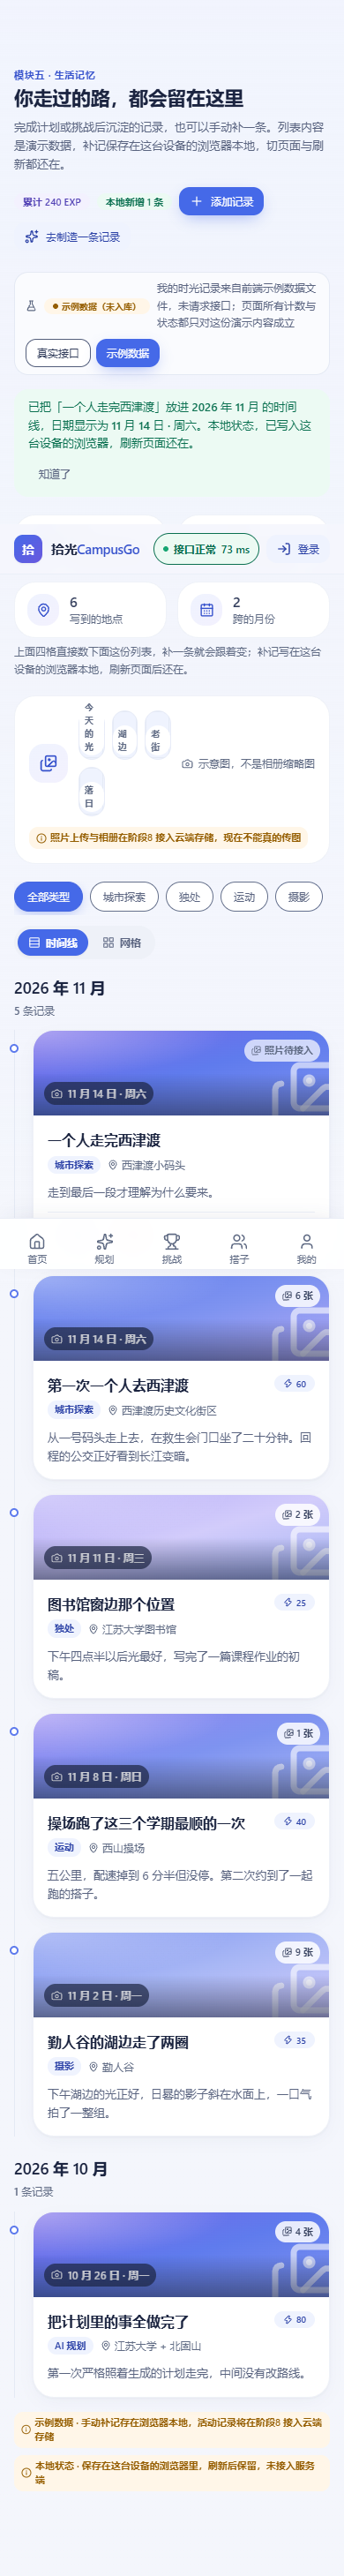 模块五 · 生活记忆
你走过的路，都会留在这里
完成计划或挑战后沉淀的记录，也可以手动补一条。列表内容
是演示数据，补记保存在这台设备的浏览器本地，切页面与刷
新都还在。
累计 240 EXP
本地新增 1 条
添加记录
去制造一条记录
示例数据（未入库）
我的时光记录来自前端示例数据文
件，未请求接口；页面所有计数与
状态都只对这份演示内容成立
真实接口
示例数据
已把「一个人走完西津渡」放进 2026 年 11 月 的时间
线，日期显示为 11 月 14 日 · 周六。本地状态，已写入这
台设备的浏览器，刷新页面还在。
知道了
拾
拾光CampusGo
接口正常 73 ms
登录
6
写到的地点
2
跨的月份
上面四格直接数下面这份列表，补一条就会跟着变；补记写在这台
设备的浏览器本地，刷新页面后还在。
今天的光
湖边
老街
落日
示意图，不是相册缩略图
照片上传与相册在阶段8 接入云端存储，现在不能真的传图
全部类型
城市探索
独处
运动
摄影
时间线
网格
2026 年 11 月
5 条记录
照片待接入
11 月 14 日 · 周六
一个人走完西津渡
城市探索
西津渡小码头
走到最后一段才理解为什么要来。
首页
规划
挑战
搭子
我的
6 张
11 月 14 日 · 周六
第一次一个人去西津渡
60
城市探索
西津渡历史文化街区
从一号码头走上去，在救生会门口坐了二十分钟。回
程的公交正好看到长江变暗。
2 张
11 月 11 日 · 周三
图书馆窗边那个位置
25
独处
江苏大学图书馆
下午四点半以后光最好，写完了一篇课程作业的初
稿。
1 张
11 月 8 日 · 周日
操场跑了这三个学期最顺的一次
40
运动
西山操场
五公里，配速掉到 6 分半但没停。第二次约到了一起
跑的搭子。
9 张
11 月 2 日 · 周一
勤人谷的湖边走了两圈
35
摄影
勤人谷
下午湖边的光正好，日晷的影子斜在水面上，一口气
拍了一整组。
2026 年 10 月
1 条记录
4 张
10 月 26 日 · 周一
把计划里的事全做完了
80
AI 规划
江苏大学 + 北固山
第一次严格照着生成的计划走完，中间没有改路线。
示例数据 · 手动补记存在浏览器本地，活动记录将在阶段8 接入云端
存储
本地状态 · 保存在这台设备的浏览器里，刷新后保留，未接入服务
端